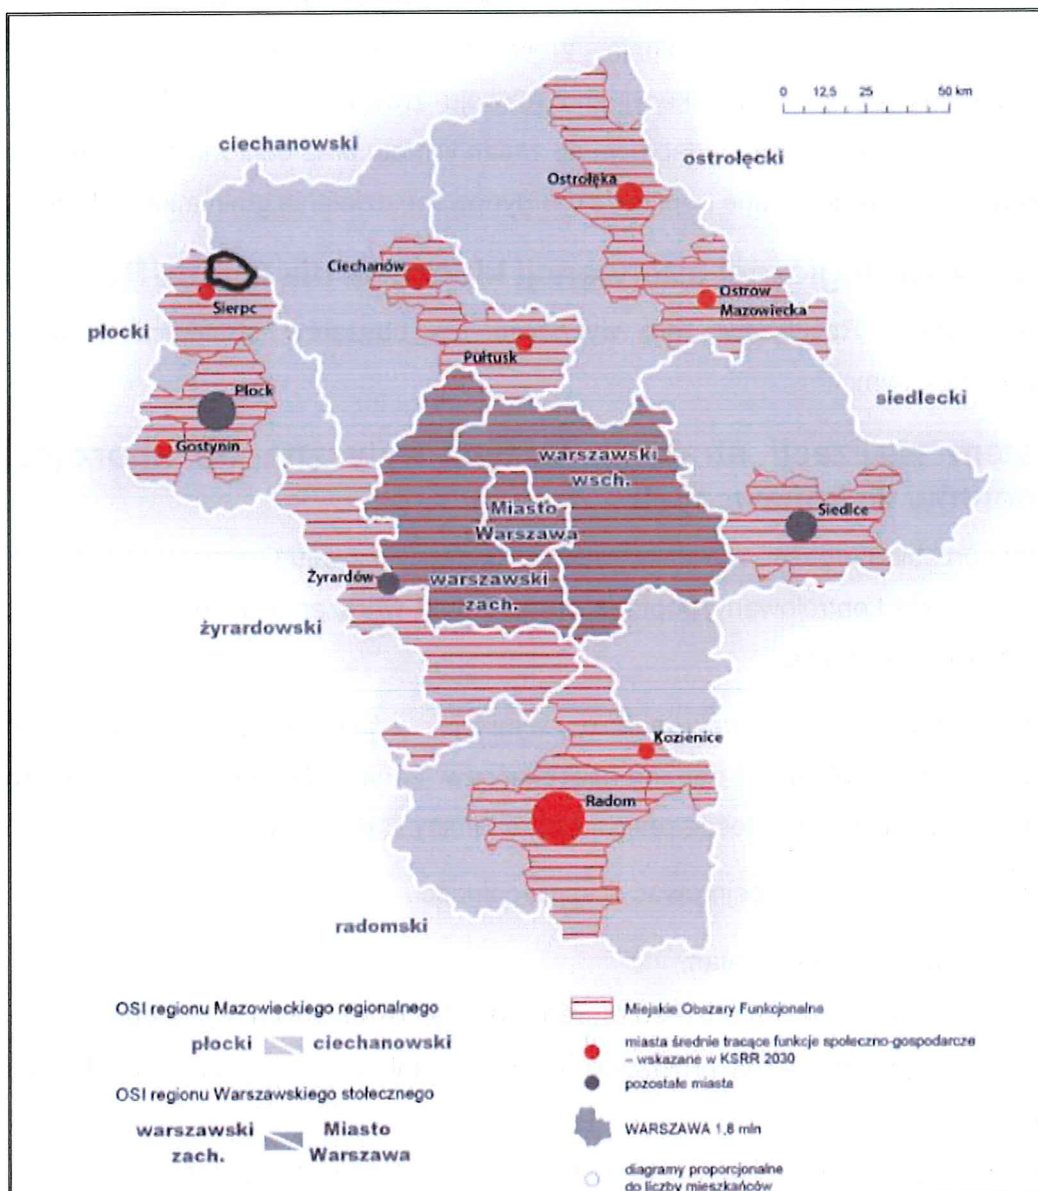 0 12,5 25 50 km
ciechanowski
ostrołęcki
Ostrołęka
Ciechanów
Ostrów
Mazowiecka
Sierpc
płocki
Pułtusk
Płock
siedlecki
Gostynin
warszawski
wsch.
Miasto
Warszawa
Siedlce
Żyrardów
warszawski
zach.
żyrardowski
Kozienice
Radom
radomski
OSI regionu Mazowieckiego regionalnego
płocki ciechanowski
OSI regionu Warszawskiego stołecznego
warszawski Miasto
zach. Warszawa
Miejskie Obszary Funkcjonalne
miasta średnie tracące funkcje społeczno-gospodarcze
– wskazane w KSRR 2030
pozostałe miasta
WARSZAWA 1,8 mln
diagramy proporcjonalne
do liczby mieszkańców